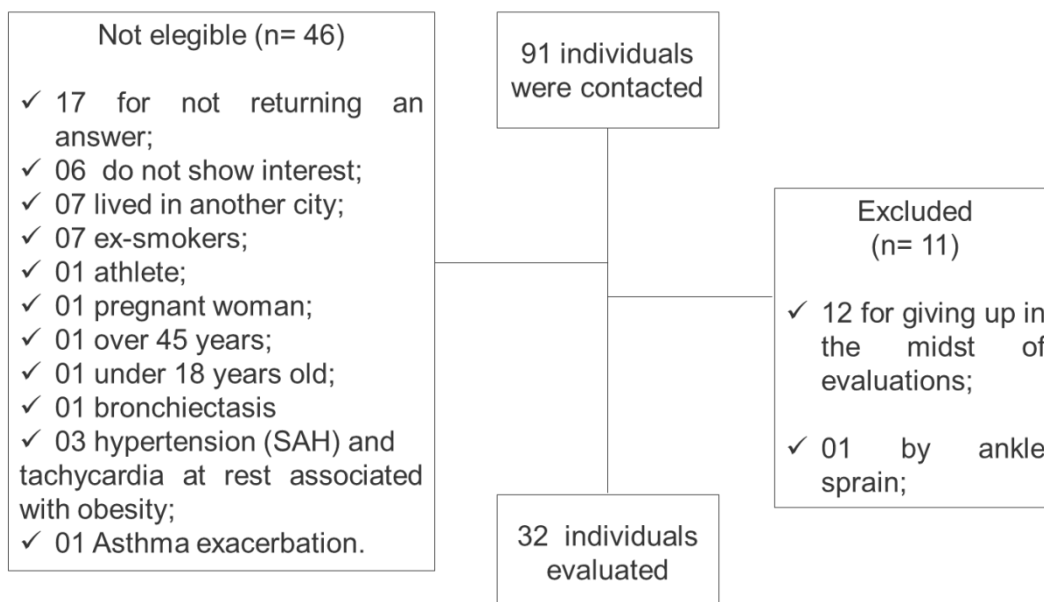 Not elegible (n= 46)
✓ 17 for not returning an
answer;
✓ 06 do not show interest;
✓ 07 lived in another city;
✓ 07 ex-smokers;
✓ 01 athlete;
✓ 01 pregnant woman;
✓ 01 over 45 years;
✓ 01 under 18 years old;
✓ 01 bronchiectasis
✓ 03 hypertension (SAH) and
tachycardia at rest associated
with obesity;
✓ 01 Asthma exacerbation.
91 individuals
were contacted
Excluded
(n= 11)
✓ 12 for giving up in
the midst of
evaluations;
✓ 01 by ankle
sprain;
32 individuals
evaluated